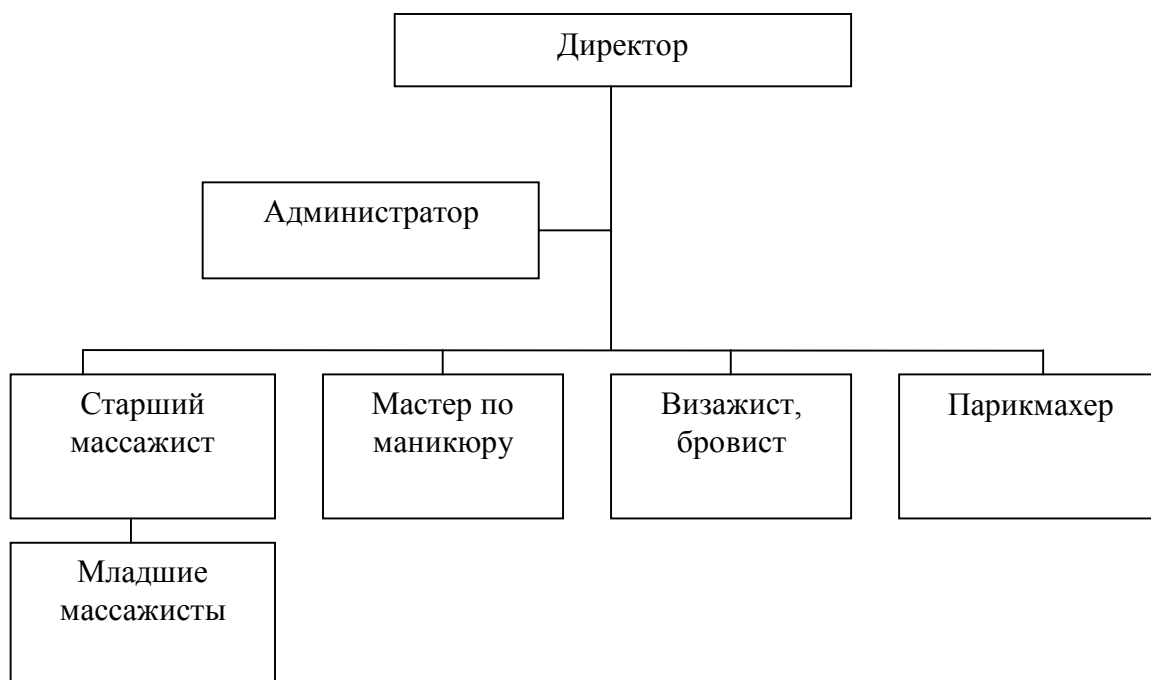 Директор
Администратор
Старший
массажист
Мастер по
маникюру
Визажист,
бровист
Парикмахер
Младшие
массажисты